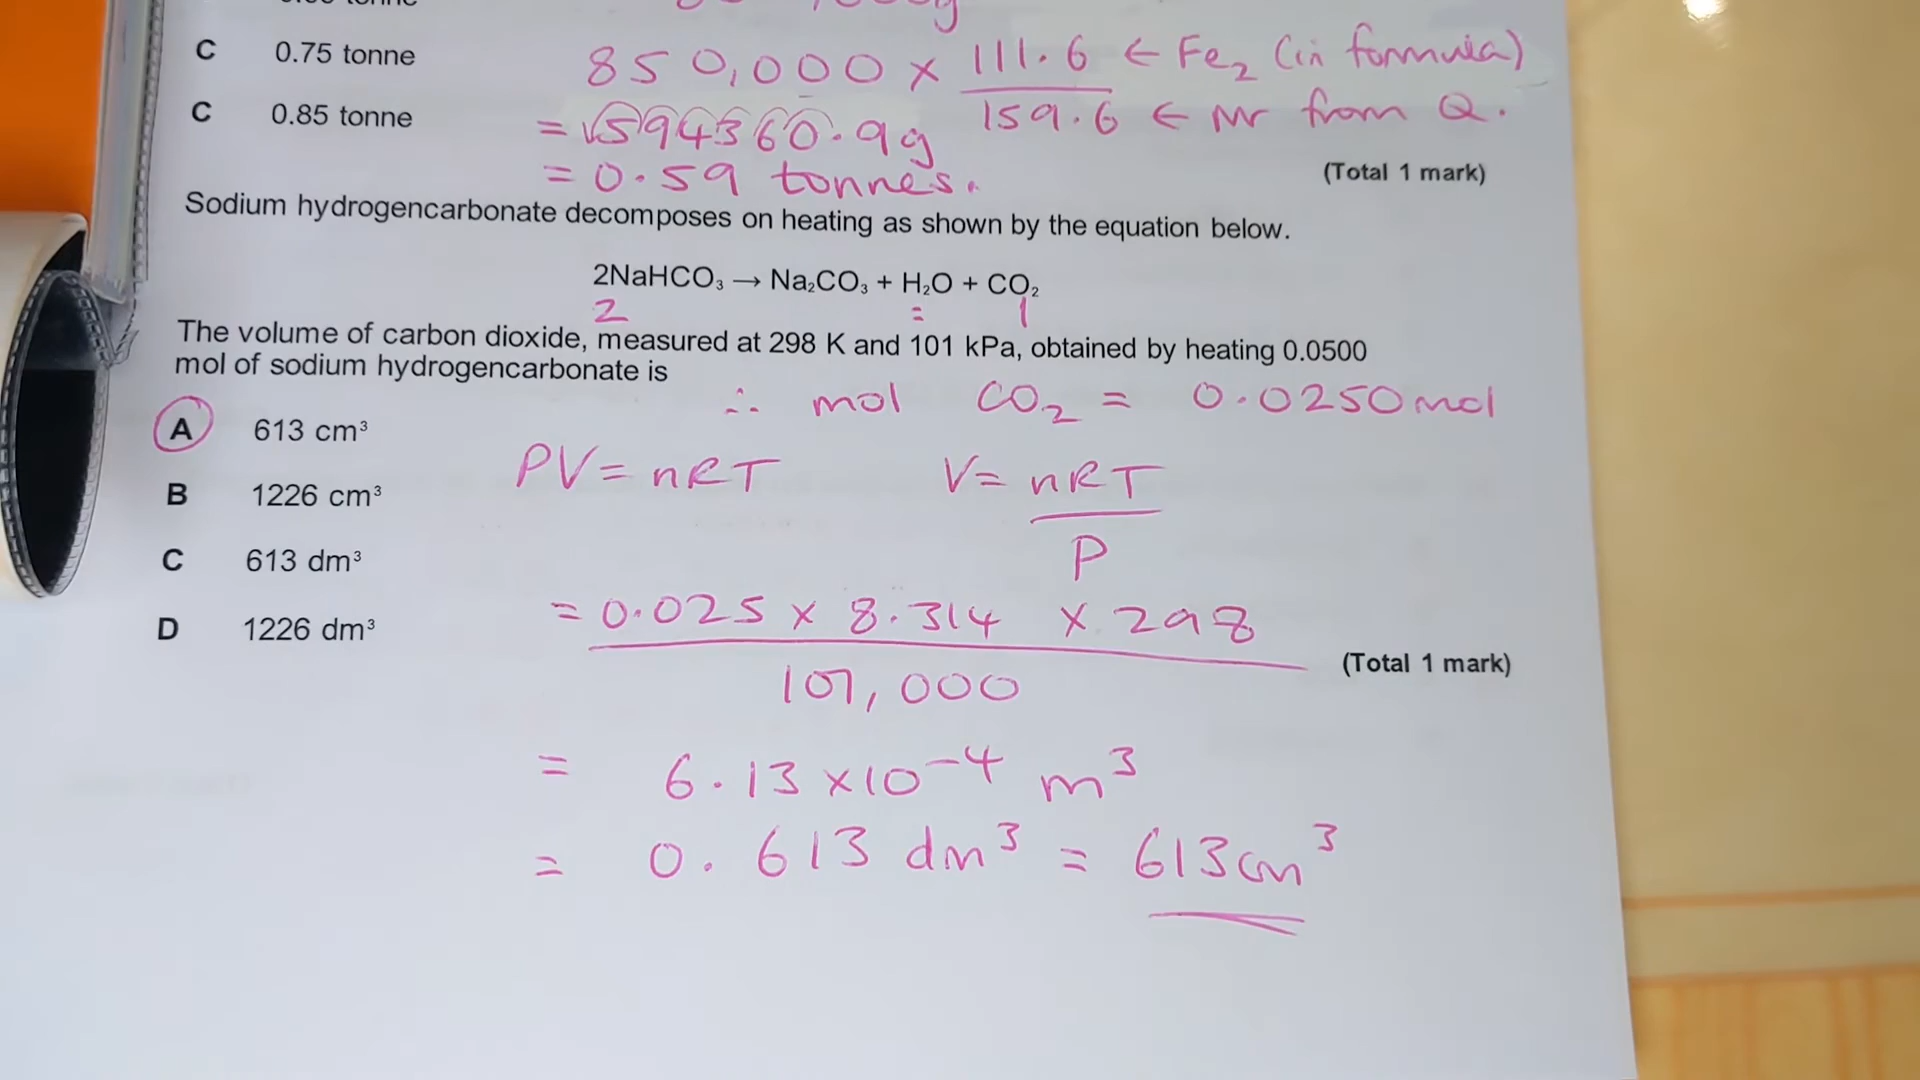 tonne
C 0.75 tonne
850,000 × 111.6 ← Fe₂ (in formula)
159.6 ← Mr from Q.
C 0.85 tonne
= 594360.9g
= 0.59 tonnes.
(Total 1 mark)
Sodium hydrogencarbonate decomposes on heating as shown by the equation below.
2NaHCO₃ → Na₂CO₃ + H₂O + CO₂
2 : 1
The volume of carbon dioxide, measured at 298 K and 101 kPa, obtained by heating 0.0500
mol of sodium hydrogencarbonate is
∴ mol CO₂ = 0.0250mol
A 613 cm³
PV = nRT V = nRT
P
B 1226 cm³
C 613 dm³
D 1226 dm³
= 0.025 × 8.314 × 298
101,000
(Total 1 mark)
= 6.13 ×10⁻⁴ m³
= 0.613 dm³ = 613cm³